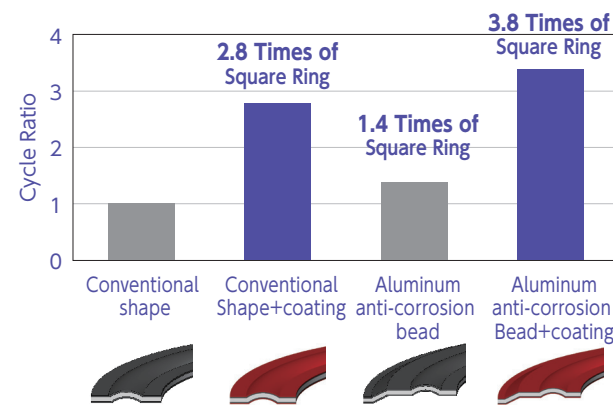 Cycle Ratio
4
3
2
1
0
2.8 Times of
Square Ring
1.4 Times of
Square Ring
3.8 Times of
Square Ring
Conventional
shape
Conventional
Shape+coating
Aluminum
anti-corrosion
bead
Aluminum
anti-corrosion
Bead+coating